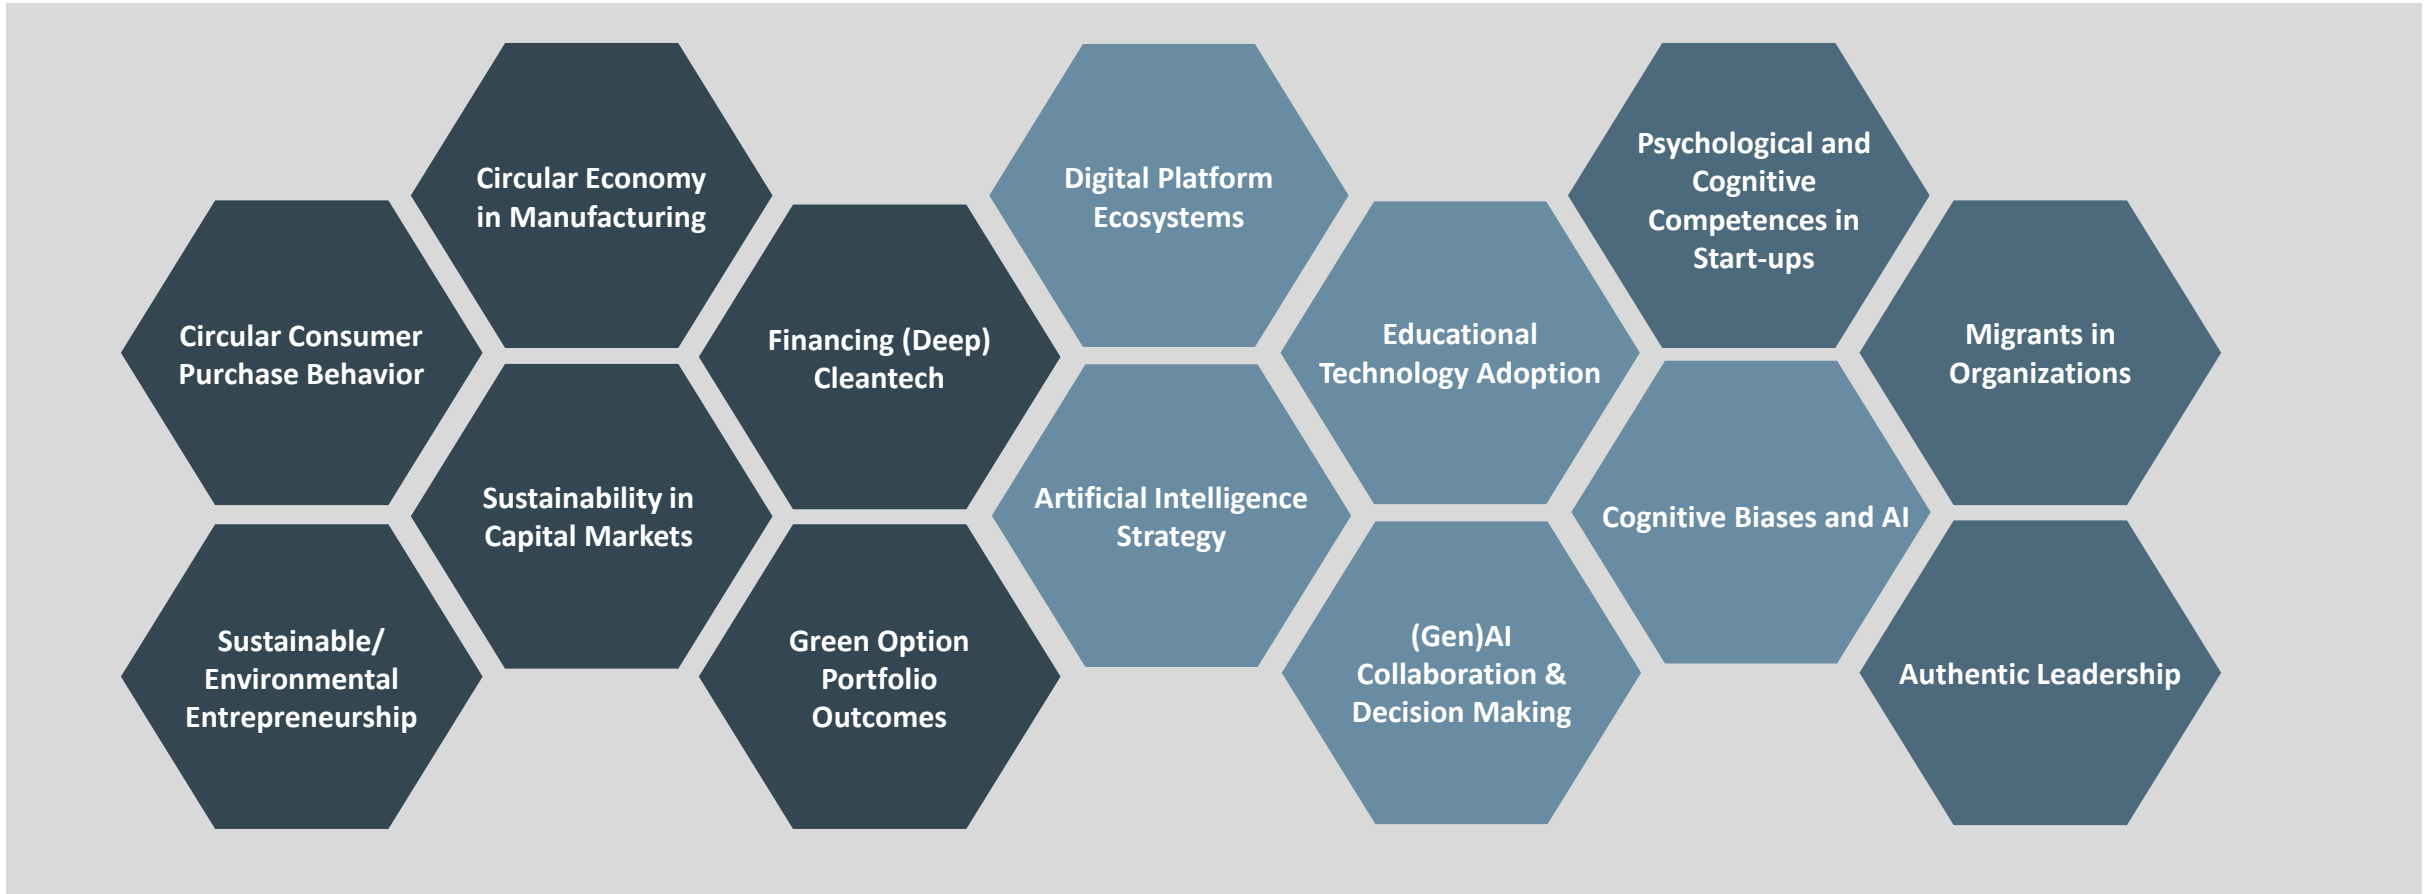 Circular Economy
in Manufacturing
Digital Platform
Ecosystems
Psychological and
Cognitive
Competences in
Start-ups
Circular Consumer
Purchase Behavior
Financing (Deep)
Cleantech
Educational
Technology Adoption
Migrants in
Organizations
Sustainability in
Capital Markets
Artificial Intelligence
Strategy
Cognitive Biases and AI
Sustainable/
Environmental
Entrepreneurship
Green Option
Portfolio
Outcomes
(Gen)AI
Collaboration &
Decision Making
Authentic Leadership